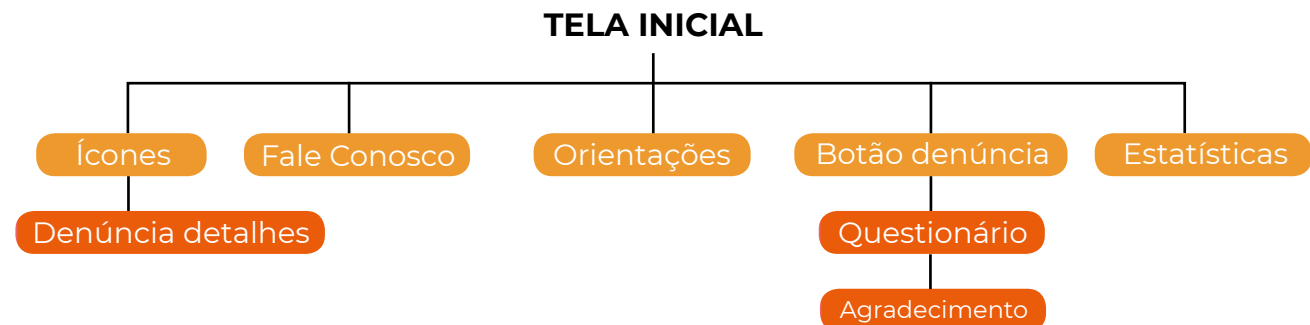 TELA INICIAL
Ícones
Fale Conosco
Orientações
Botão denúncia
Estatísticas
Denúncia detalhes
Questionário
Agradecimento